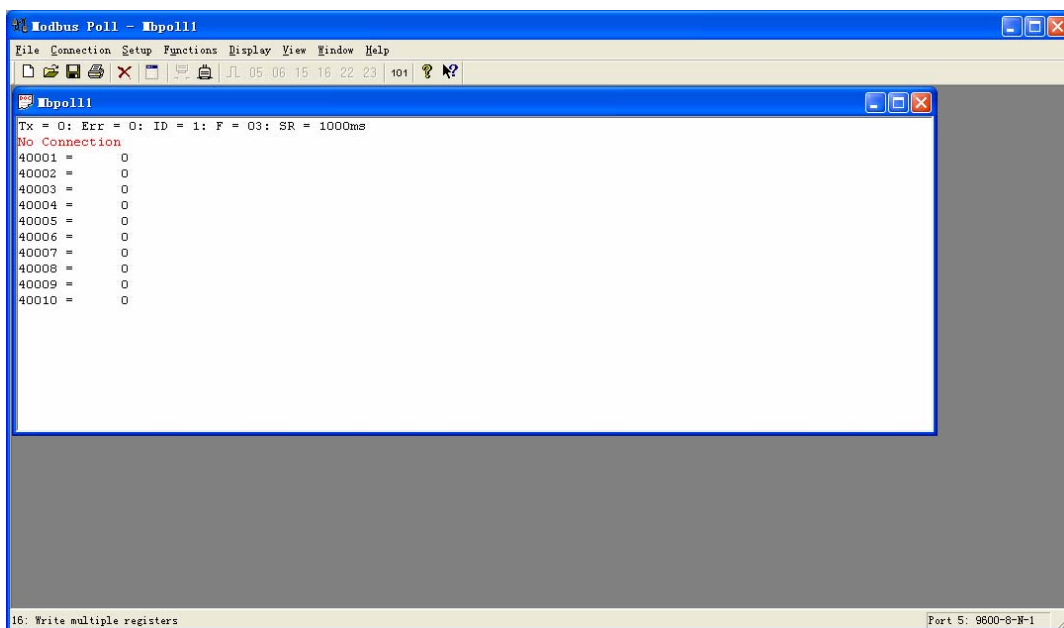 Modbus Poll - Mbpoll1
File Connection Setup Functions Display View Window Help
05 06 15 16 22 23 101
Mbpoll1
Tx = 0: Err = 0: ID = 1: F = 03: SR = 1000ms
No Connection
40001 = 0
40002 = 0
40003 = 0
40004 = 0
40005 = 0
40006 = 0
40007 = 0
40008 = 0
40009 = 0
40010 = 0
16: Write multiple registers
Port 5: 9600-8-N-1